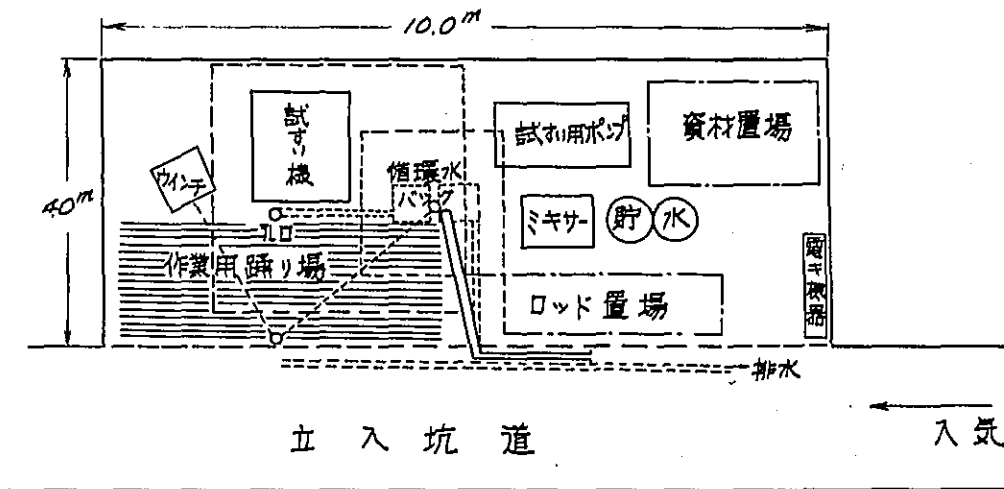 10.0m
4.0m
試すい機
試すい用ポンプ
資材置場
ウインチ
循環水
バック
孔口
ミキサー
貯水
作業用踊り場
ロッド置場
電キ機器
排水
立入坑道
入気